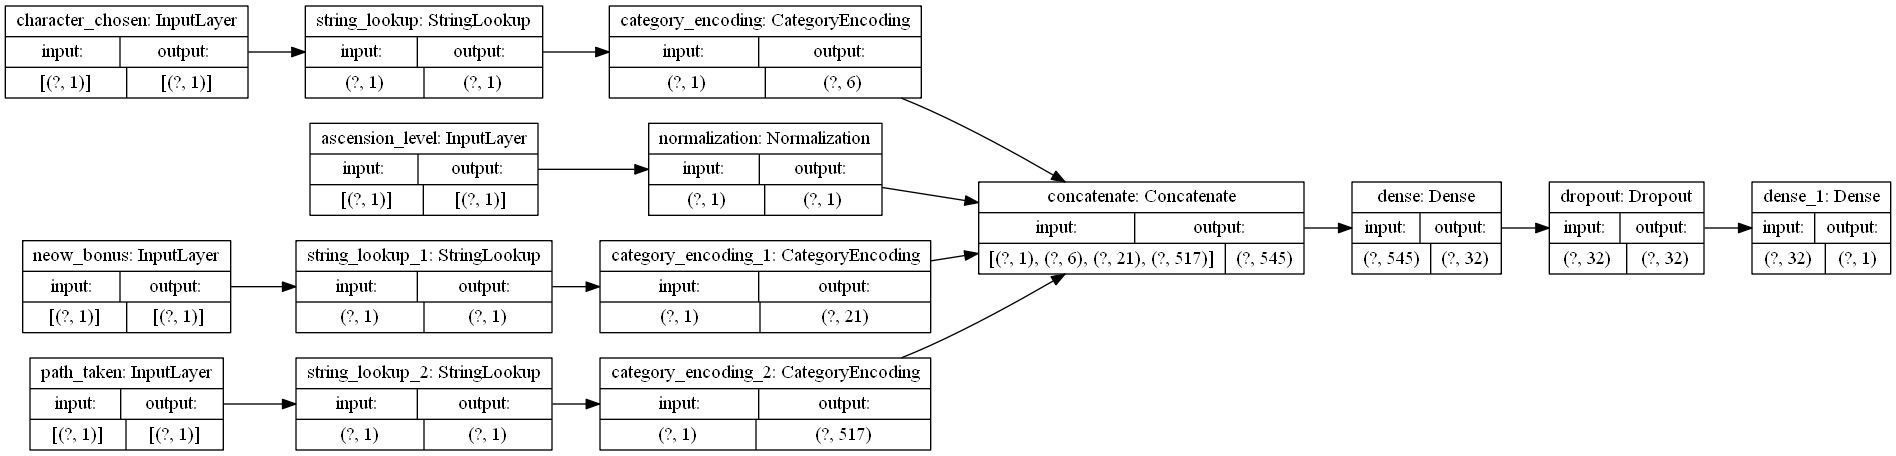 character_chosen: InputLayer
input: output:
[(?, 1)] [(?, 1)]
string_lookup: StringLookup
input: output:
(?, 1) (?, 1)
category_encoding: CategoryEncoding
input: output:
(?, 1) (?, 6)
ascension_level: InputLayer
input: output:
[(?, 1)] [(?, 1)]
normalization: Normalization
input: output:
(?, 1) (?, 1)
neow_bonus: InputLayer
input: output:
[(?, 1)] [(?, 1)]
string_lookup_1: StringLookup
input: output:
(?, 1) (?, 1)
category_encoding_1: CategoryEncoding
input: output:
(?, 1) (?, 21)
path_taken: InputLayer
input: output:
[(?, 1)] [(?, 1)]
string_lookup_2: StringLookup
input: output:
(?, 1) (?, 1)
category_encoding_2: CategoryEncoding
input: output:
(?, 1) (?, 517)
concatenate: Concatenate
input: output:
[(?, 1), (?, 6), (?, 21), (?, 517)] (?, 545)
dense: Dense
input: output:
(?, 545) (?, 32)
dropout: Dropout
input: output:
(?, 32) (?, 32)
dense_1: Dense
input: output:
(?, 32) (?, 1)